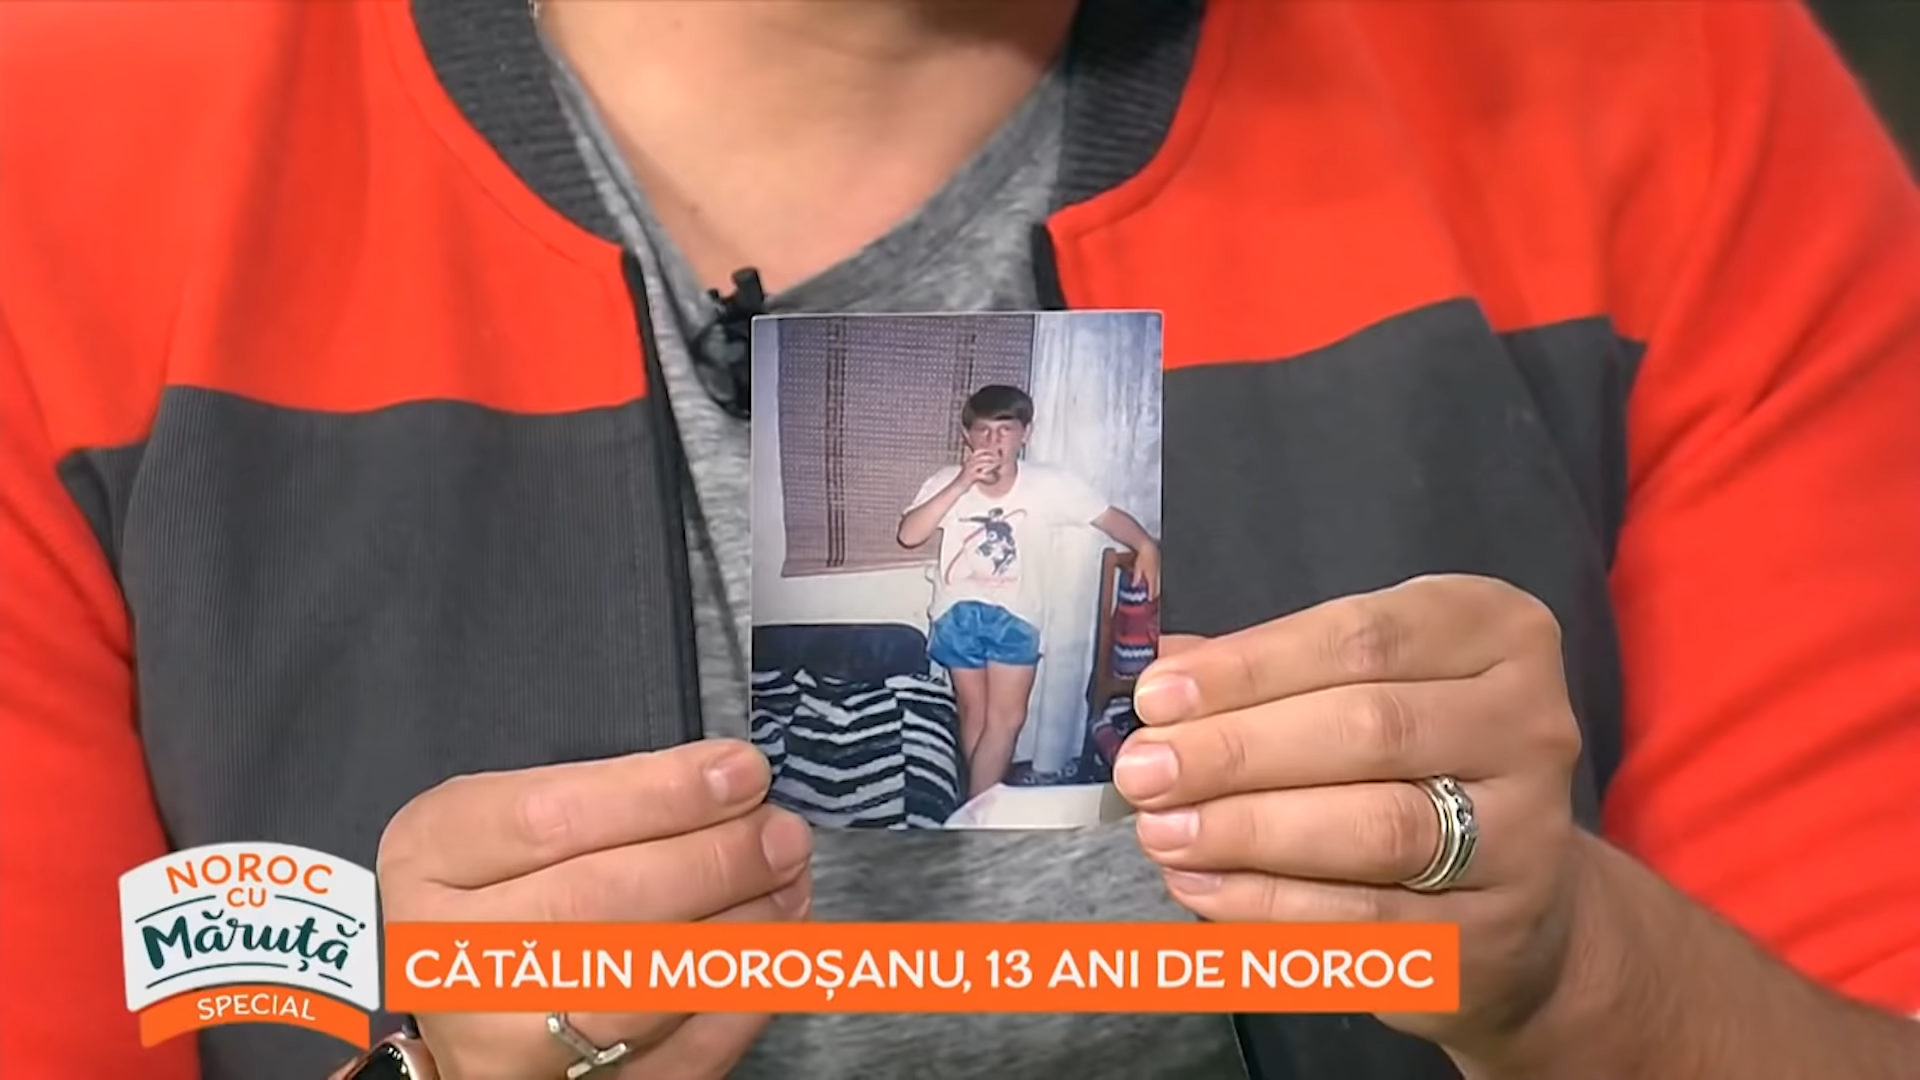 NOROC
CU
Măruță
SPECIAL
CĂTĂLIN MOROȘANU, 13 ANI DE NOROC